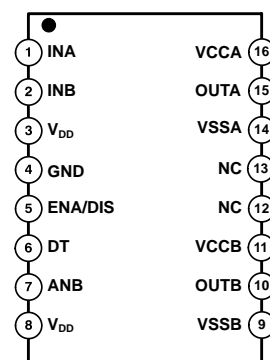 1 INA VCCA 16
2 INB OUTA 15
3 VDD VSSA 14
4 GND NC 13
5 ENA/DIS NC 12
6 DT VCCB 11
7 ANB OUTB 10
8 VDD VSSB 9